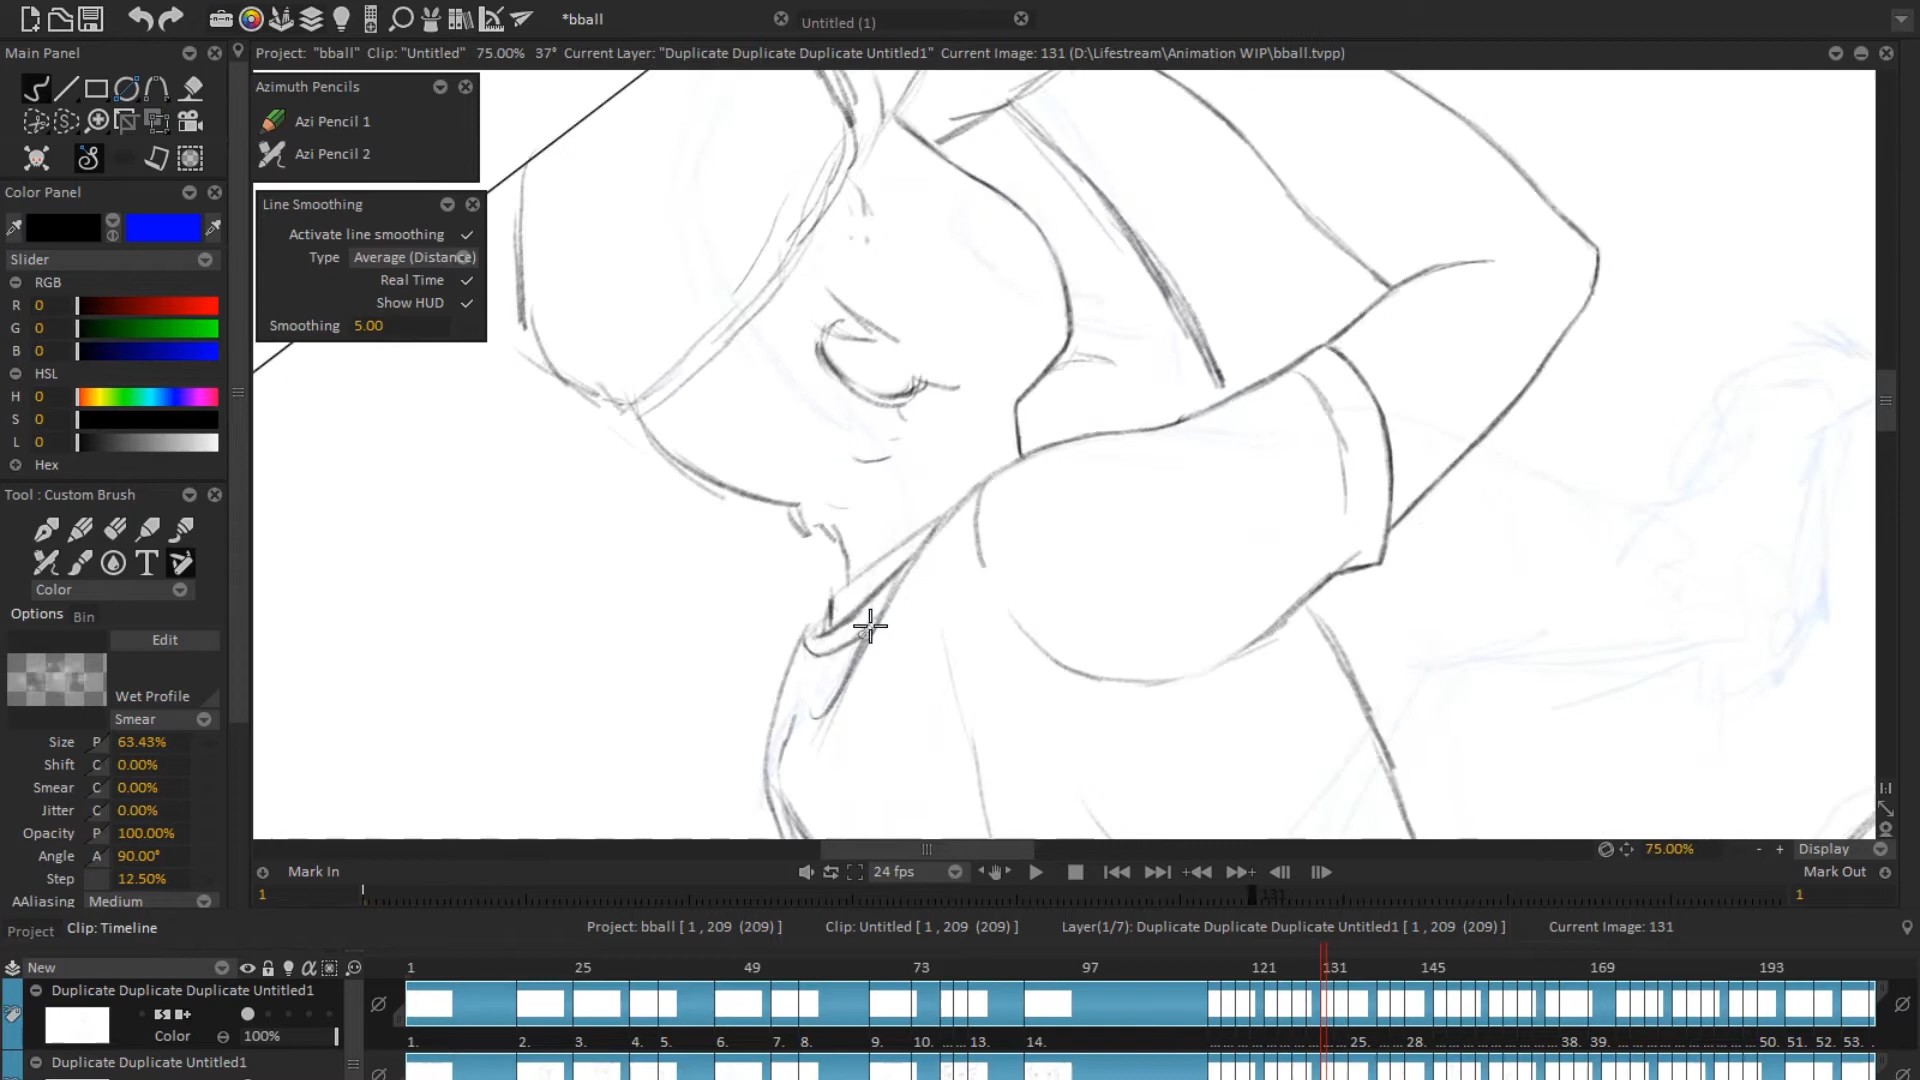 *bball
Untitled (1)
Main Panel
Project: "bball" Clip: "Untitled" 75.00% 37° Current Layer: "Duplicate Duplicate Duplicate Untitled1" Current Image: 131 (D:\Lifestream\Animation WIP\bball.tvpp)
Azimuth Pencils
Azi Pencil 1
Azi Pencil 2
Color Panel
Line Smoothing
Activate line smoothing
Type Average (Distance)
Real Time
Show HUD
Smoothing 5.00
Slider
RGB
R 0
G 0
B 0
HSL
H 0
S 0
L 0
Hex
Tool : Custom Brush
Color
Options Bin
Edit
Wet Profile
Smear
Size P 63.43%
Shift C 0.00%
Smear C 0.00%
Jitter C 0.00%
Opacity P 100.00%
Angle A 90.00°
Step 12.50%
AAliasing Medium
1:1
75.00% - + Display
Mark In
24 fps
Mark Out
1 131 1
Project Clip: Timeline
Project: bball [ 1 , 209 (209) ] Clip: Untitled [ 1 , 209 (209) ] Layer(1/7): Duplicate Duplicate Duplicate Untitled1 [ 1 , 209 (209) ] Current Image: 131
New
1 25 49 73 97 121 131 145 169 193
Duplicate Duplicate Duplicate Untitled1
Color 100%
1. 2. 3. 4. 5. 6. 7. 8. 9. 10. ... ... 13. 14. 25. 28. 38. 39. 50. 51. 52. 53.
Duplicate Duplicate Untitled1